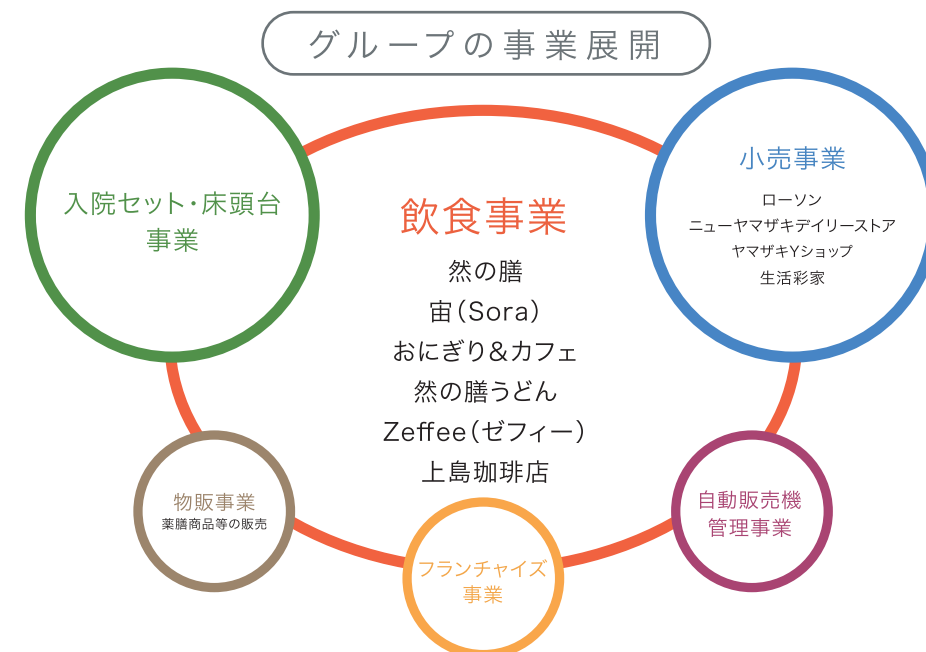 グループの事業展開
入院セット・床頭台
事業
飲食事業
然の膳
宙（Sora）
おにぎり&カフェ
然の膳うどん
Zeffee（ゼフィー）
上島珈琲店
小売事業
ローソン
ニューヤマザキデイリーストア
ヤマザキYショップ
生活彩家
物販事業
薬膳商品等の販売
フランチャイズ
事業
自動販売機
管理事業